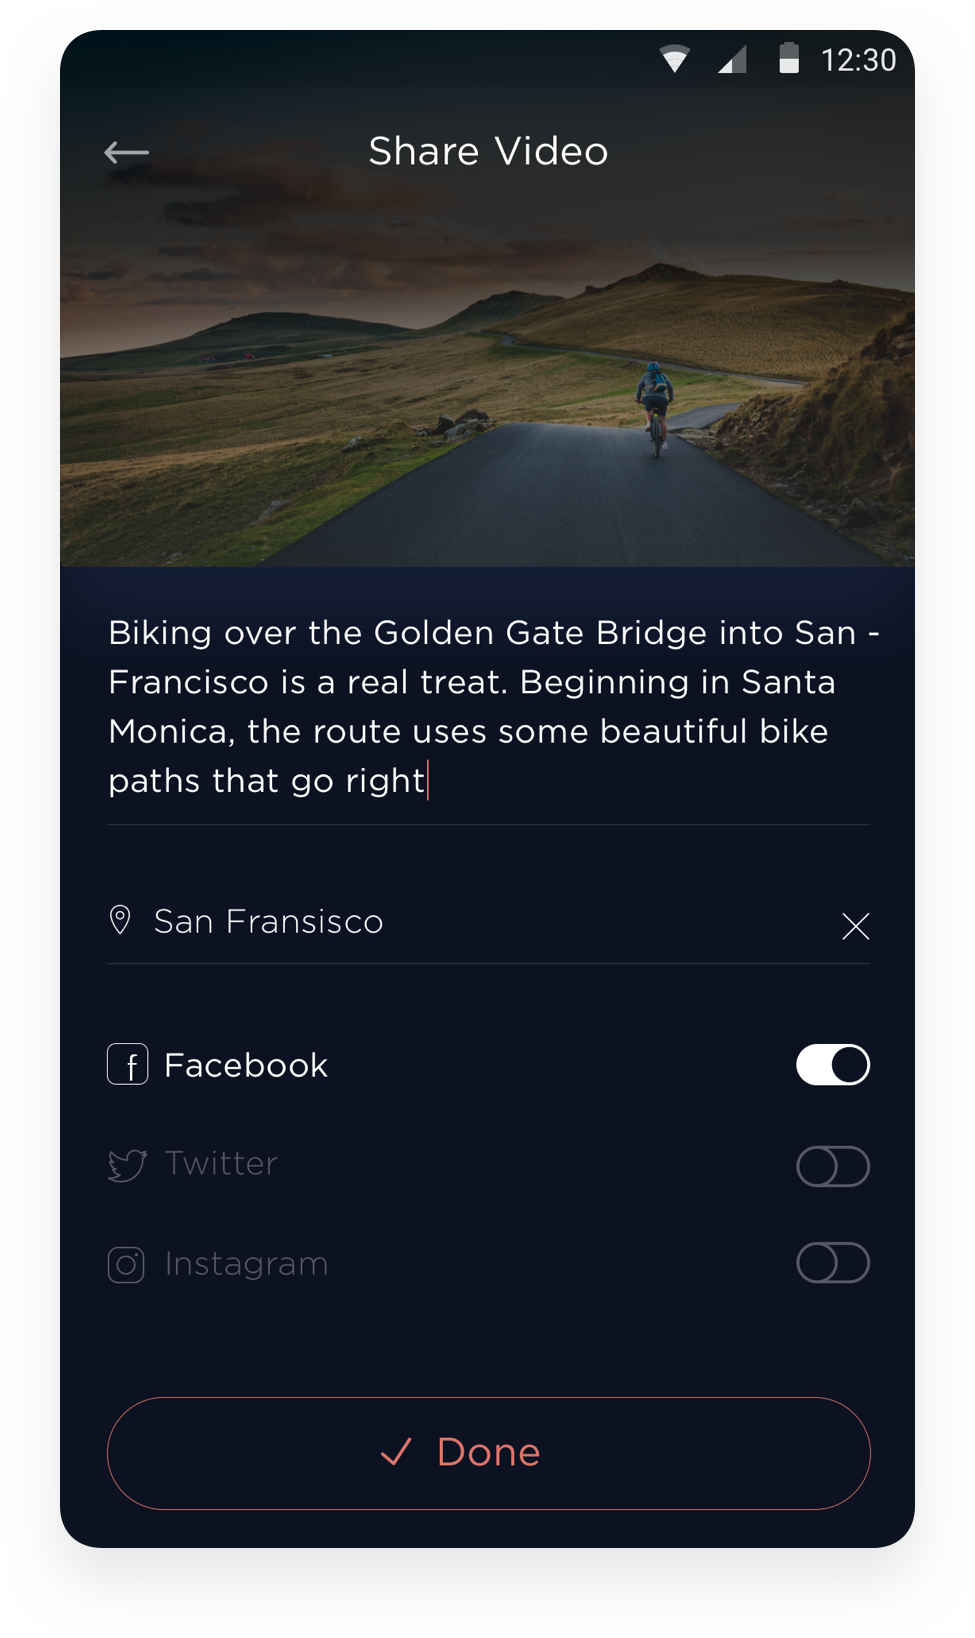 12:30
Share Video
Biking over the Golden Gate Bridge into San -
Francisco is a real treat. Beginning in Santa
Monica, the route uses some beautiful bike
paths that go right
San Fransisco
f Facebook
Twitter
Instagram
Done